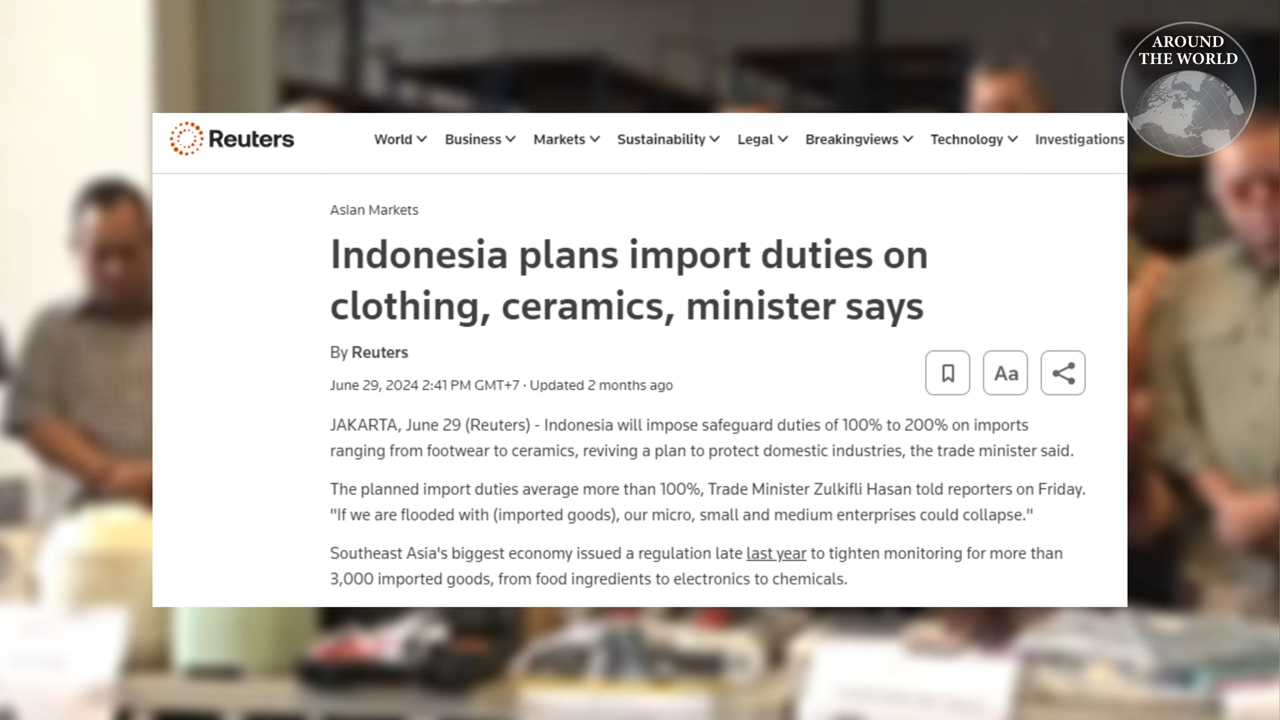 AROUND
THE WORLD
Reuters
World Business Markets Sustainability Legal Breakingviews Technology Investigations
Asian Markets
Indonesia plans import duties on
clothing, ceramics, minister says
By Reuters
June 29, 2024 2:41 PM GMT+7 · Updated 2 months ago
Aa
JAKARTA, June 29 (Reuters) - Indonesia will impose safeguard duties of 100% to 200% on imports
ranging from footwear to ceramics, reviving a plan to protect domestic industries, the trade minister said.
The planned import duties average more than 100%, Trade Minister Zulkifli Hasan told reporters on Friday.
"If we are flooded with (imported goods), our micro, small and medium enterprises could collapse."
Southeast Asia's biggest economy issued a regulation late last year to tighten monitoring for more than
3,000 imported goods, from food ingredients to electronics to chemicals.